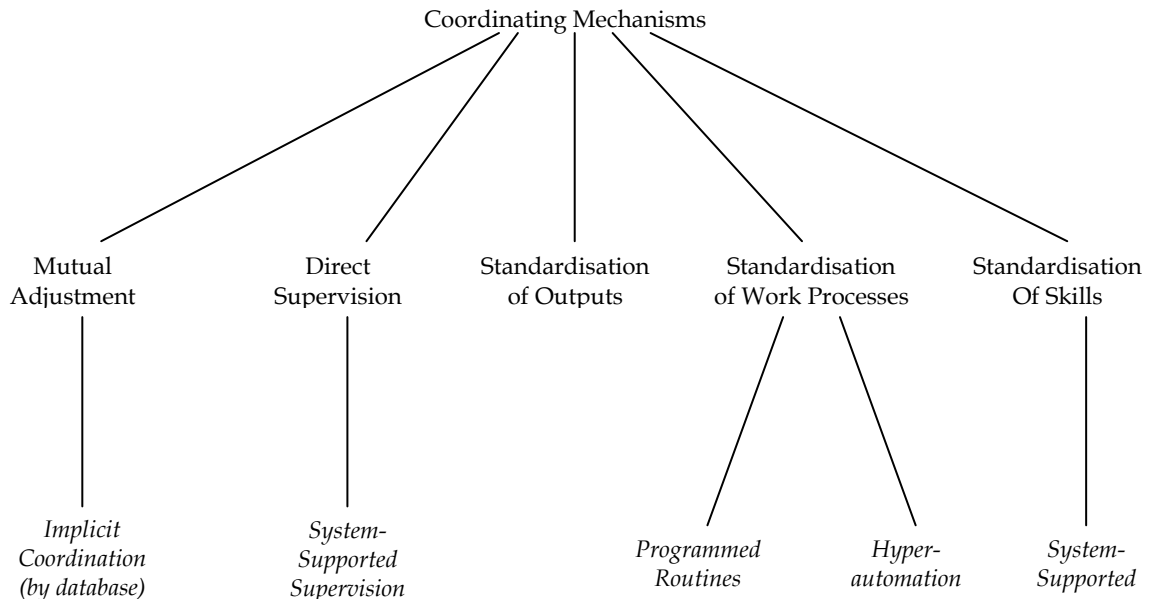 Coordinating Mechanisms
Mutual
Adjustment
Direct
Supervision
Standardisation
of Outputs
Standardisation
of Work Processes
Standardisation
Of Skills
Implicit
Coordination
(by database)
System-
Supported
Supervision
Programmed
Routines
Hyper-
automation
System-
Supported